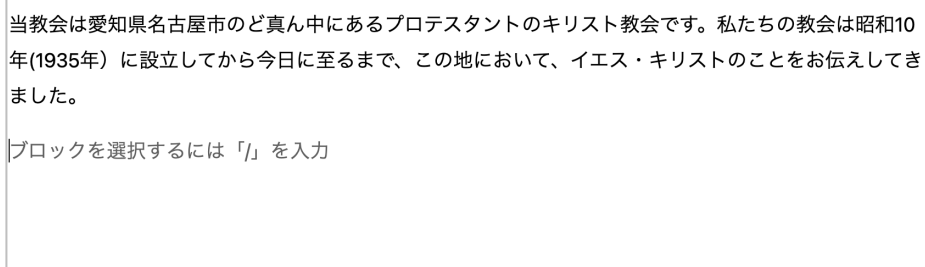 当教会は愛知県名古屋市のど真ん中にあるプロテスタントのキリスト教会です。私たちの教会は昭和10
年(1935年）に設立してから今日に至るまで、この地において、イエス・キリストのことをお伝えしてき
ました。
ブロックを選択するには「/」を入力